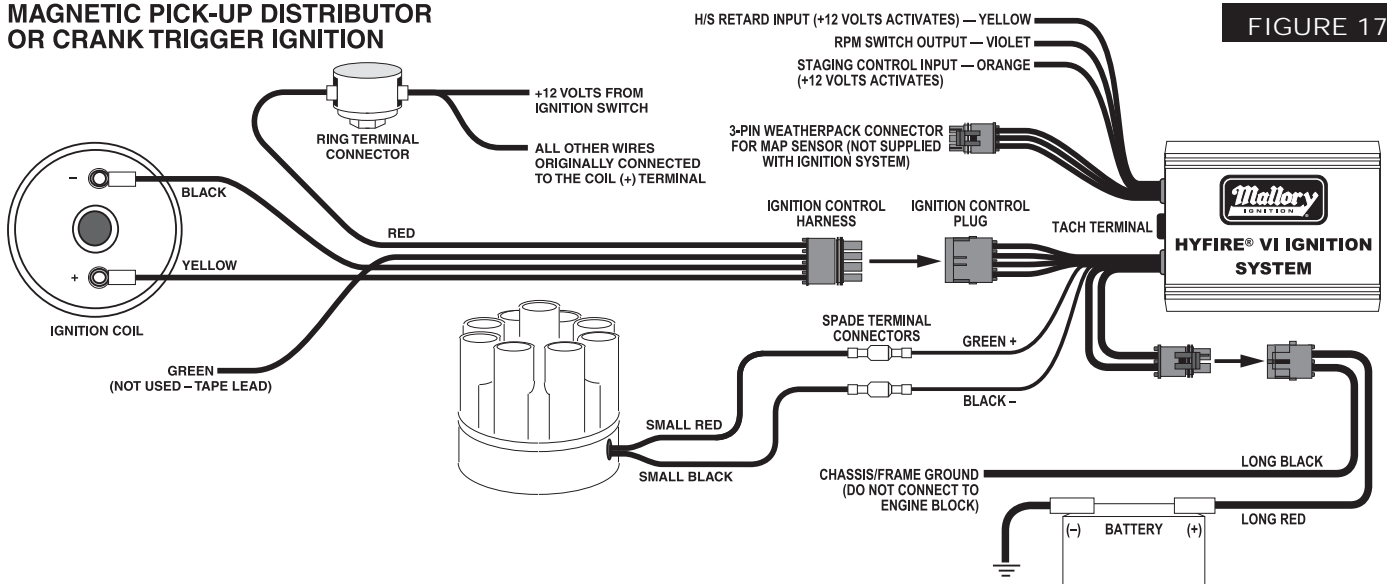 MAGNETIC PICK-UP DISTRIBUTOR
OR CRANK TRIGGER IGNITION
FIGURE 17
H/S RETARD INPUT (+12 VOLTS ACTIVATES) — YELLOW
RPM SWITCH OUTPUT — VIOLET
STAGING CONTROL INPUT — ORANGE
(+12 VOLTS ACTIVATES)
+12 VOLTS FROM
IGNITION SWITCH
RING TERMINAL
CONNECTOR
ALL OTHER WIRES
ORIGINALLY CONNECTED
TO THE COIL (+) TERMINAL
3-PIN WEATHERPACK CONNECTOR
FOR MAP SENSOR (NOT SUPPLIED
WITH IGNITION SYSTEM)
–
BLACK
+
YELLOW
IGNITION COIL
RED
IGNITION CONTROL
HARNESS
IGNITION CONTROL
PLUG
TACH TERMINAL
Mallory
IGNITION
HYFIRE® VI IGNITION
SYSTEM
GREEN
(NOT USED – TAPE LEAD)
SPADE TERMINAL
CONNECTORS
GREEN +
BLACK –
SMALL RED
SMALL BLACK
CHASSIS/FRAME GROUND
(DO NOT CONNECT TO
ENGINE BLOCK)
LONG BLACK
LONG RED
(–) BATTERY (+)